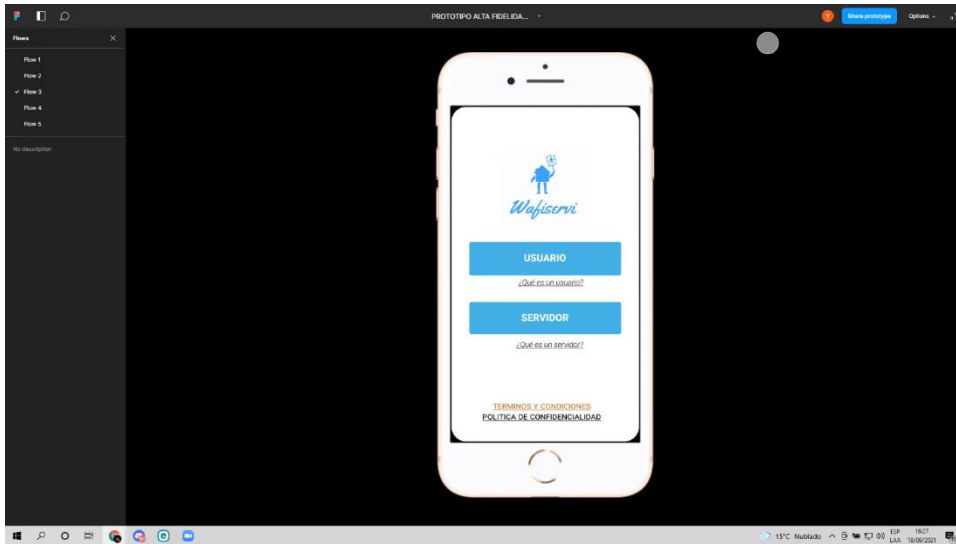 PROTOTIPO ALTA FIDELIDA...
Share prototype
Options
Flows
Flow 1
Flow 2
Flow 3
Flow 4
Flow 5
No description
Wafiservi
USUARIO
¿Qué es un usuario?
SERVIDOR
¿Qué es un servidor?
TERMINOS Y CONDICIONES
POLITICA DE CONFIDENCIALIDAD
15°C Nublado
ESP
LAA
16:27
18/09/2021